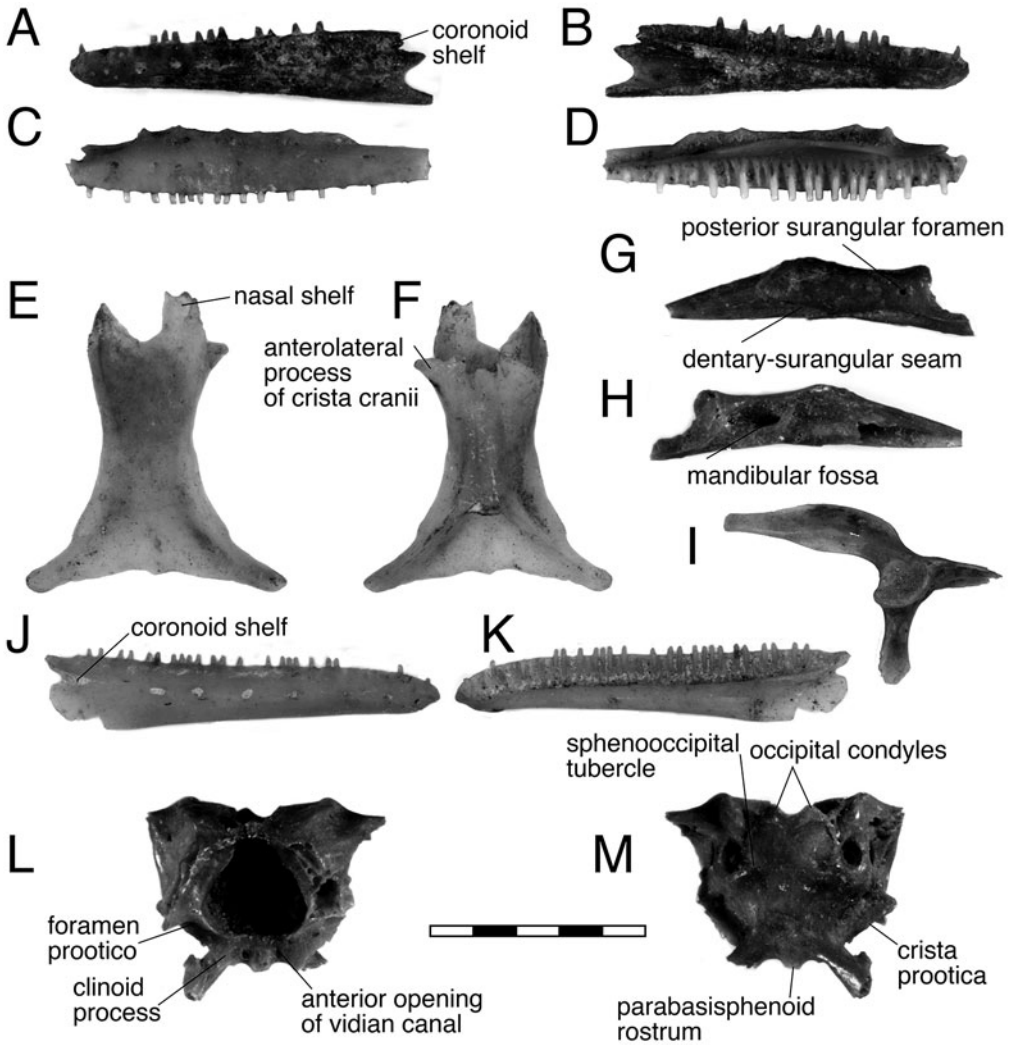 A
coronoid
shelf
B
C
D
posterior surangular foramen
G
E
nasal shelf
F
anterolateral
process
of crista cranii
dentary-surangular seam
H
mandibular fossa
I
J
coronoid shelf
K
sphenooccipital
tubercle
occipital condyles
L
M
foramen
prootico
clinoid
process
anterior opening
of vidian canal
crista
prootica
parabasisphenoid
rostrum